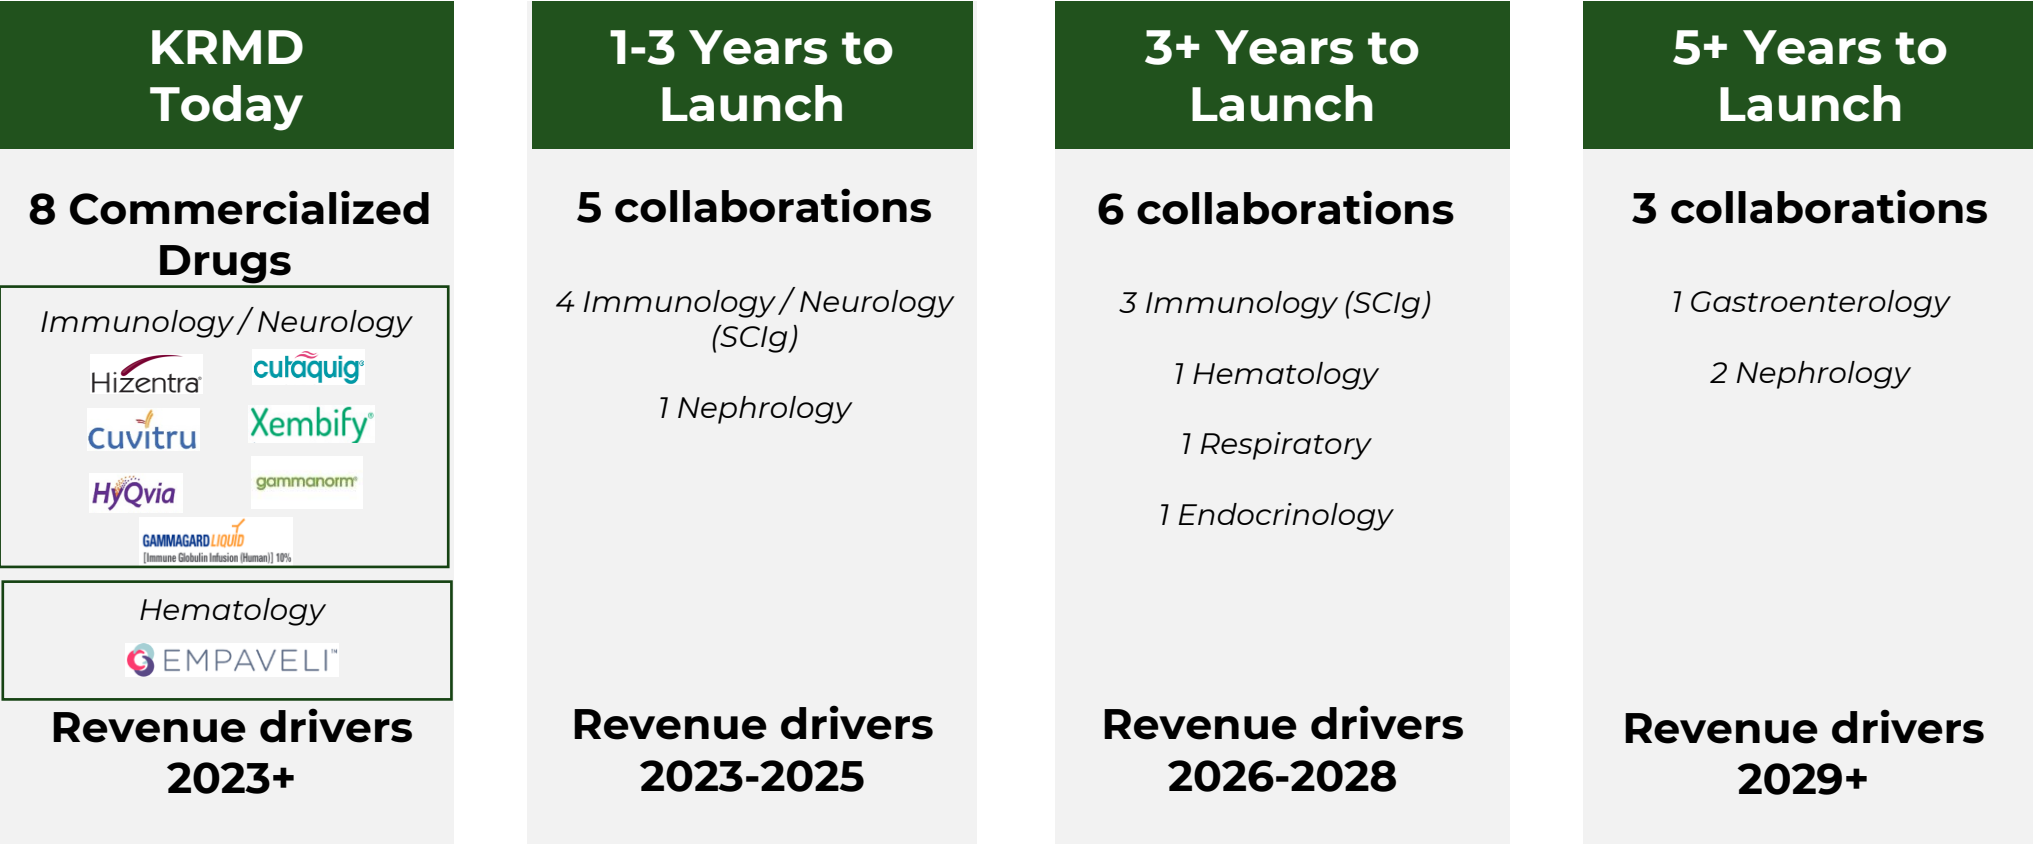 KRMD
Today
8 Commercialized
Drugs
Immunology / Neurology
Hizentra®
cutaquig®
Cuvitru
Xembify®
HyQvia
gammanorm®
GAMMAGARD LIQUID
[Immune Globulin Infusion (Human)] 10%
Hematology
EMPAVELI™
Revenue drivers
2023+
1-3 Years to
Launch
5 collaborations
4 Immunology / Neurology
(SCIg)
1 Nephrology
Revenue drivers
2023-2025
3+ Years to
Launch
6 collaborations
3 Immunology (SCIg)
1 Hematology
1 Respiratory
1 Endocrinology
Revenue drivers
2026-2028
5+ Years to
Launch
3 collaborations
1 Gastroenterology
2 Nephrology
Revenue drivers
2029+